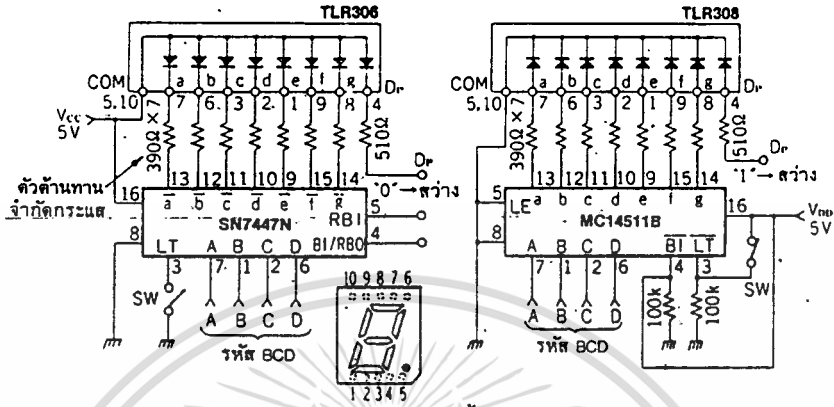 TLR306
COM
5,10
a b c d e f g Dp
7 6 3 2 1 9 8 4
Vcc
5V
390Ω×7
510Ω
Dp
"0"→สว่าง
ตัวต้านทาน
จำกัดกระแส
13 12 11 10 9 15 14
16
a̅ b̅ c̅ d̅ e̅ f̅ g̅
SN7447N
RBI 5
8
LT A B C D BI/RBO 4
3 7 1 2 6
SW
A B C D
รหัส BCD
10 9 8 7 6
1 2 3 4 5
TLR308
COM
5,10
a b c d e f g Dp
7 6 3 2 1 9 8 4
390Ω×7
510Ω
Dp
"1"→สว่าง
13 12 11 10 9 15 14
5
LE a b c d e f g
16
VDD
5V
MC14511B
8
A B C D B̅I̅ L̅T̅
7 1 2 6 4 3
SW
100k 100k
A B C D
รหัส BCD